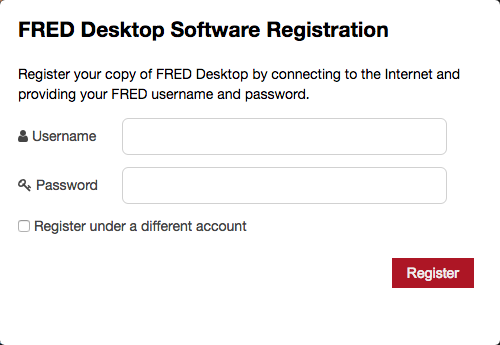 FRED Desktop Software Registration
Register your copy of FRED Desktop by connecting to the Internet and
providing your FRED username and password.
Username
Password
Register under a different account
Register